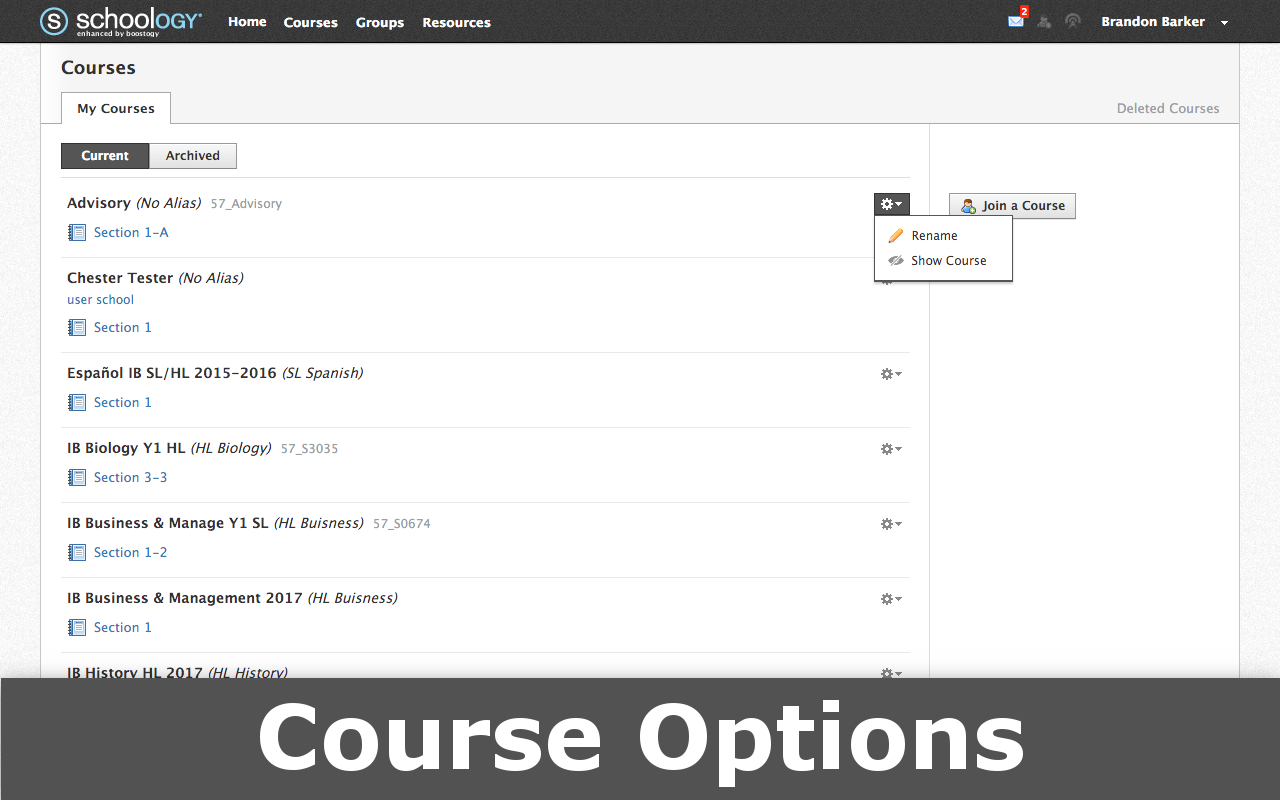 schoology
enhanced by boostogy
Home Courses Groups Resources
2
Brandon Barker
Courses
My Courses
Deleted Courses
Current Archived
Advisory (No Alias) 57_Advisory
Join a Course
Rename
Section 1-A
Show Course
Chester Tester (No Alias)
user school
Section 1
Español IB SL/HL 2015-2016 (SL Spanish)
Section 1
IB Biology Y1 HL (HL Biology) 57_S3035
Section 3-3
IB Business & Manage Y1 SL (HL Buisness) 57_S0674
Section 1-2
IB Business & Management 2017 (HL Buisness)
Section 1
IB History HL 2017 (HL History)
Course Options